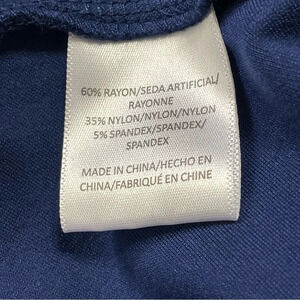 60% RAYON/SEDA ARTIFICIAL/
RAYONNE
35% NYLON/NYLON/NYLON
5% SPANDEX/SPANDEX/
SPANDEX
MADE IN CHINA/HECHO EN
CHINA/FABRIQUÉ EN CHINE